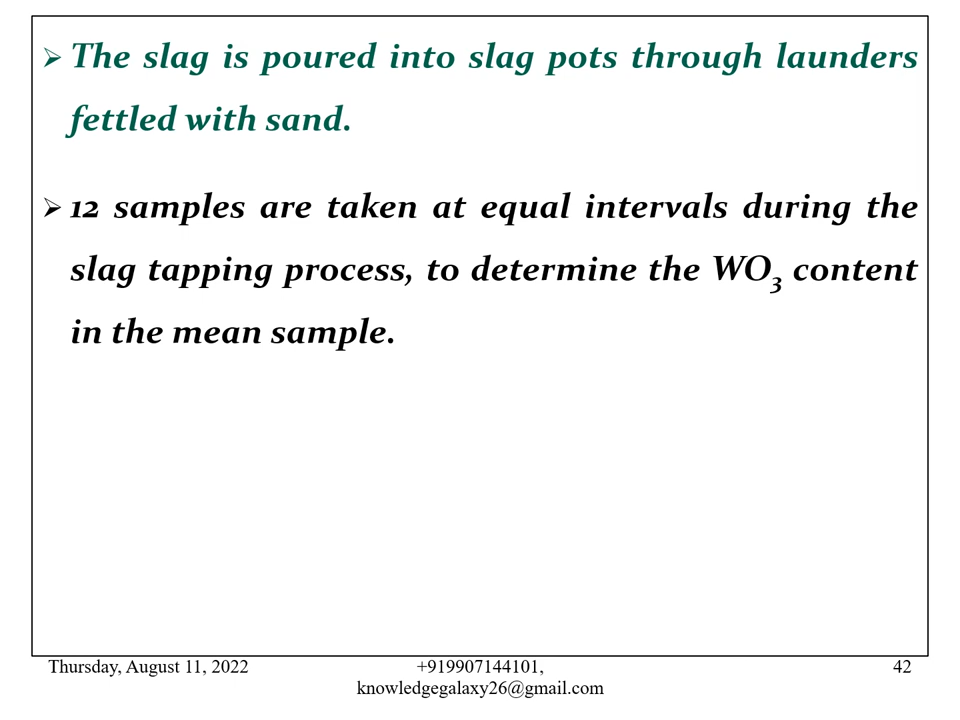 ➢ The slag is poured into slag pots through launders
fettled with sand.
➢ 12 samples are taken at equal intervals during the
slag tapping process, to determine the WO₃ content
in the mean sample.
Thursday, August 11, 2022
+919907144101,
knowledgegalaxy26@gmail.com
42